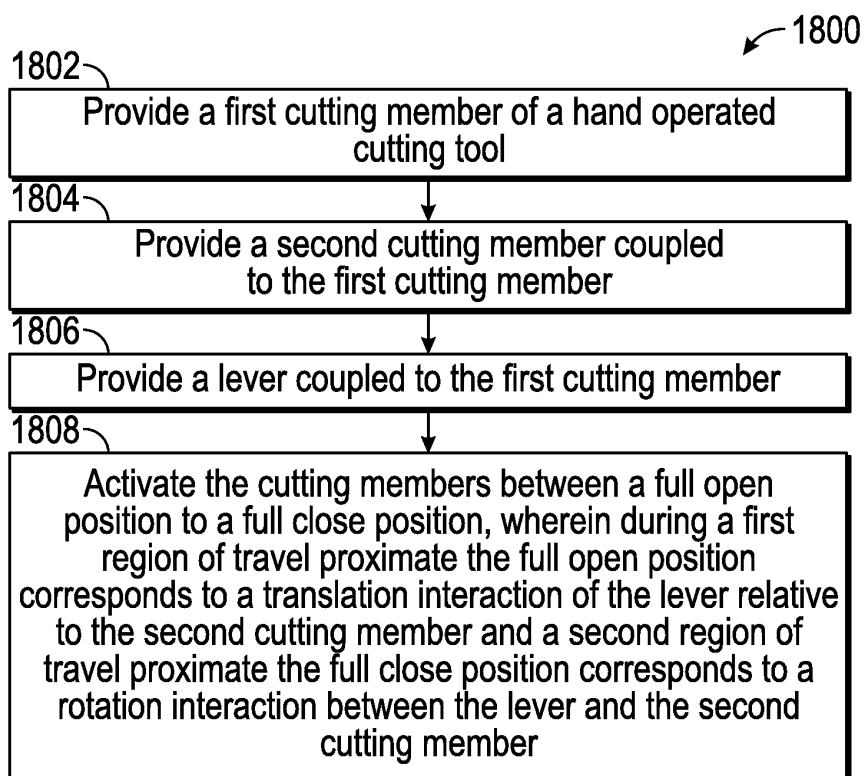 1800
1802
Provide a first cutting member of a hand operated
cutting tool
1804
Provide a second cutting member coupled
to the first cutting member
1806
Provide a lever coupled to the first cutting member
1808
Activate the cutting members between a full open
position to a full close position, wherein during a first
region of travel proximate the full open position
corresponds to a translation interaction of the lever relative
to the second cutting member and a second region of
travel proximate the full close position corresponds to a
rotation interaction between the lever and the second
cutting member